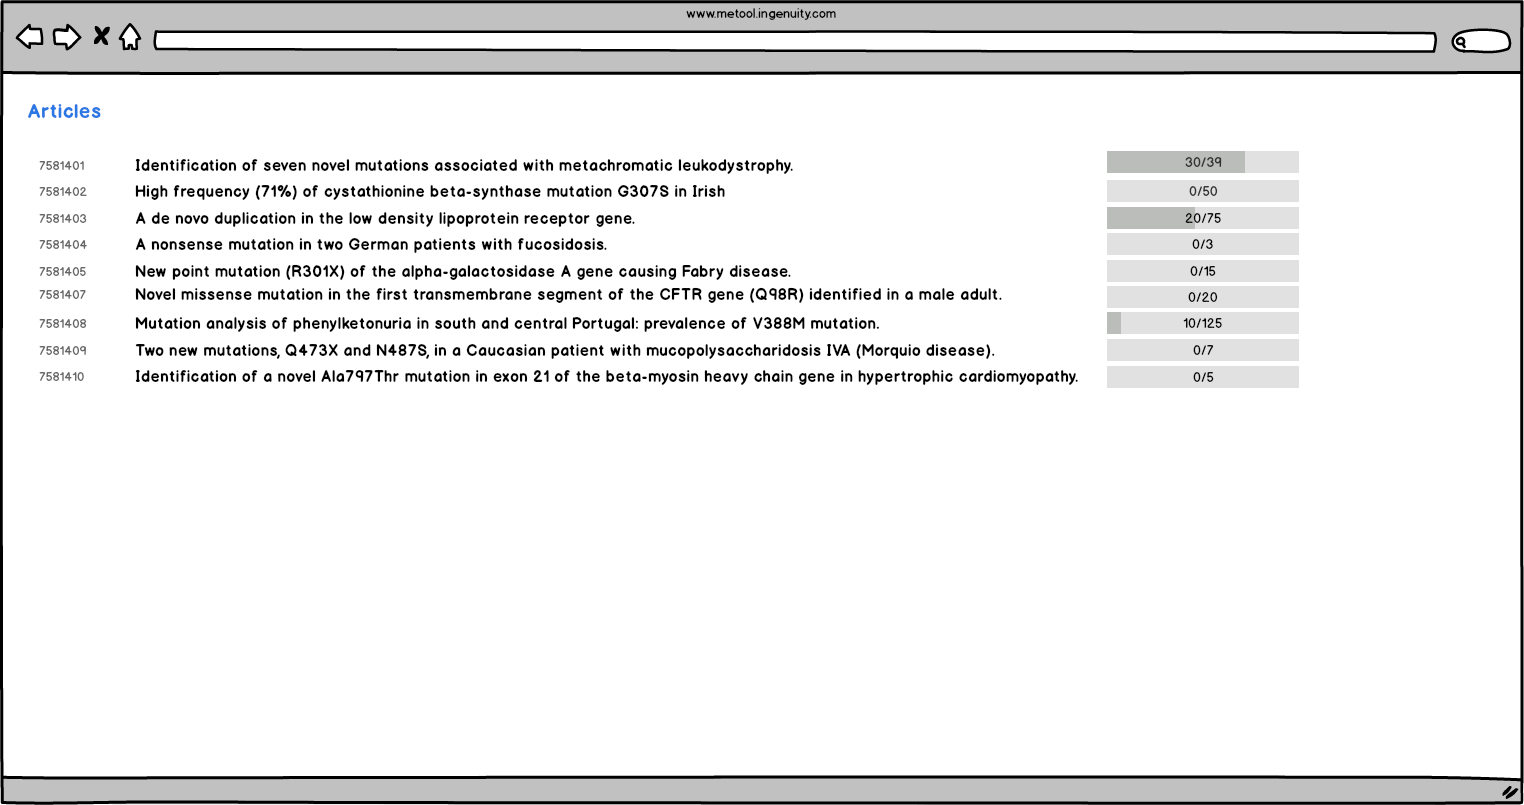 www.metool.ingenuity.com
Articles
7581401 Identification of seven novel mutations associated with metachromatic leukodystrophy. 30/39
7581402 High frequency (71%) of cystathionine beta-synthase mutation G307S in Irish 0/50
7581403 A de novo duplication in the low density lipoprotein receptor gene. 20/75
7581404 A nonsense mutation in two German patients with fucosidosis. 0/3
7581405 New point mutation (R301X) of the alpha-galactosidase A gene causing Fabry disease. 0/15
7581407 Novel missense mutation in the first transmembrane segment of the CFTR gene (Q98R) identified in a male adult. 0/20
7581408 Mutation analysis of phenylketonuria in south and central Portugal: prevalence of V388M mutation. 10/125
7581409 Two new mutations, Q473X and N487S, in a Caucasian patient with mucopolysaccharidosis IVA (Morquio disease). 0/7
7581410 Identification of a novel Ala797Thr mutation in exon 21 of the beta-myosin heavy chain gene in hypertrophic cardiomyopathy. 0/5